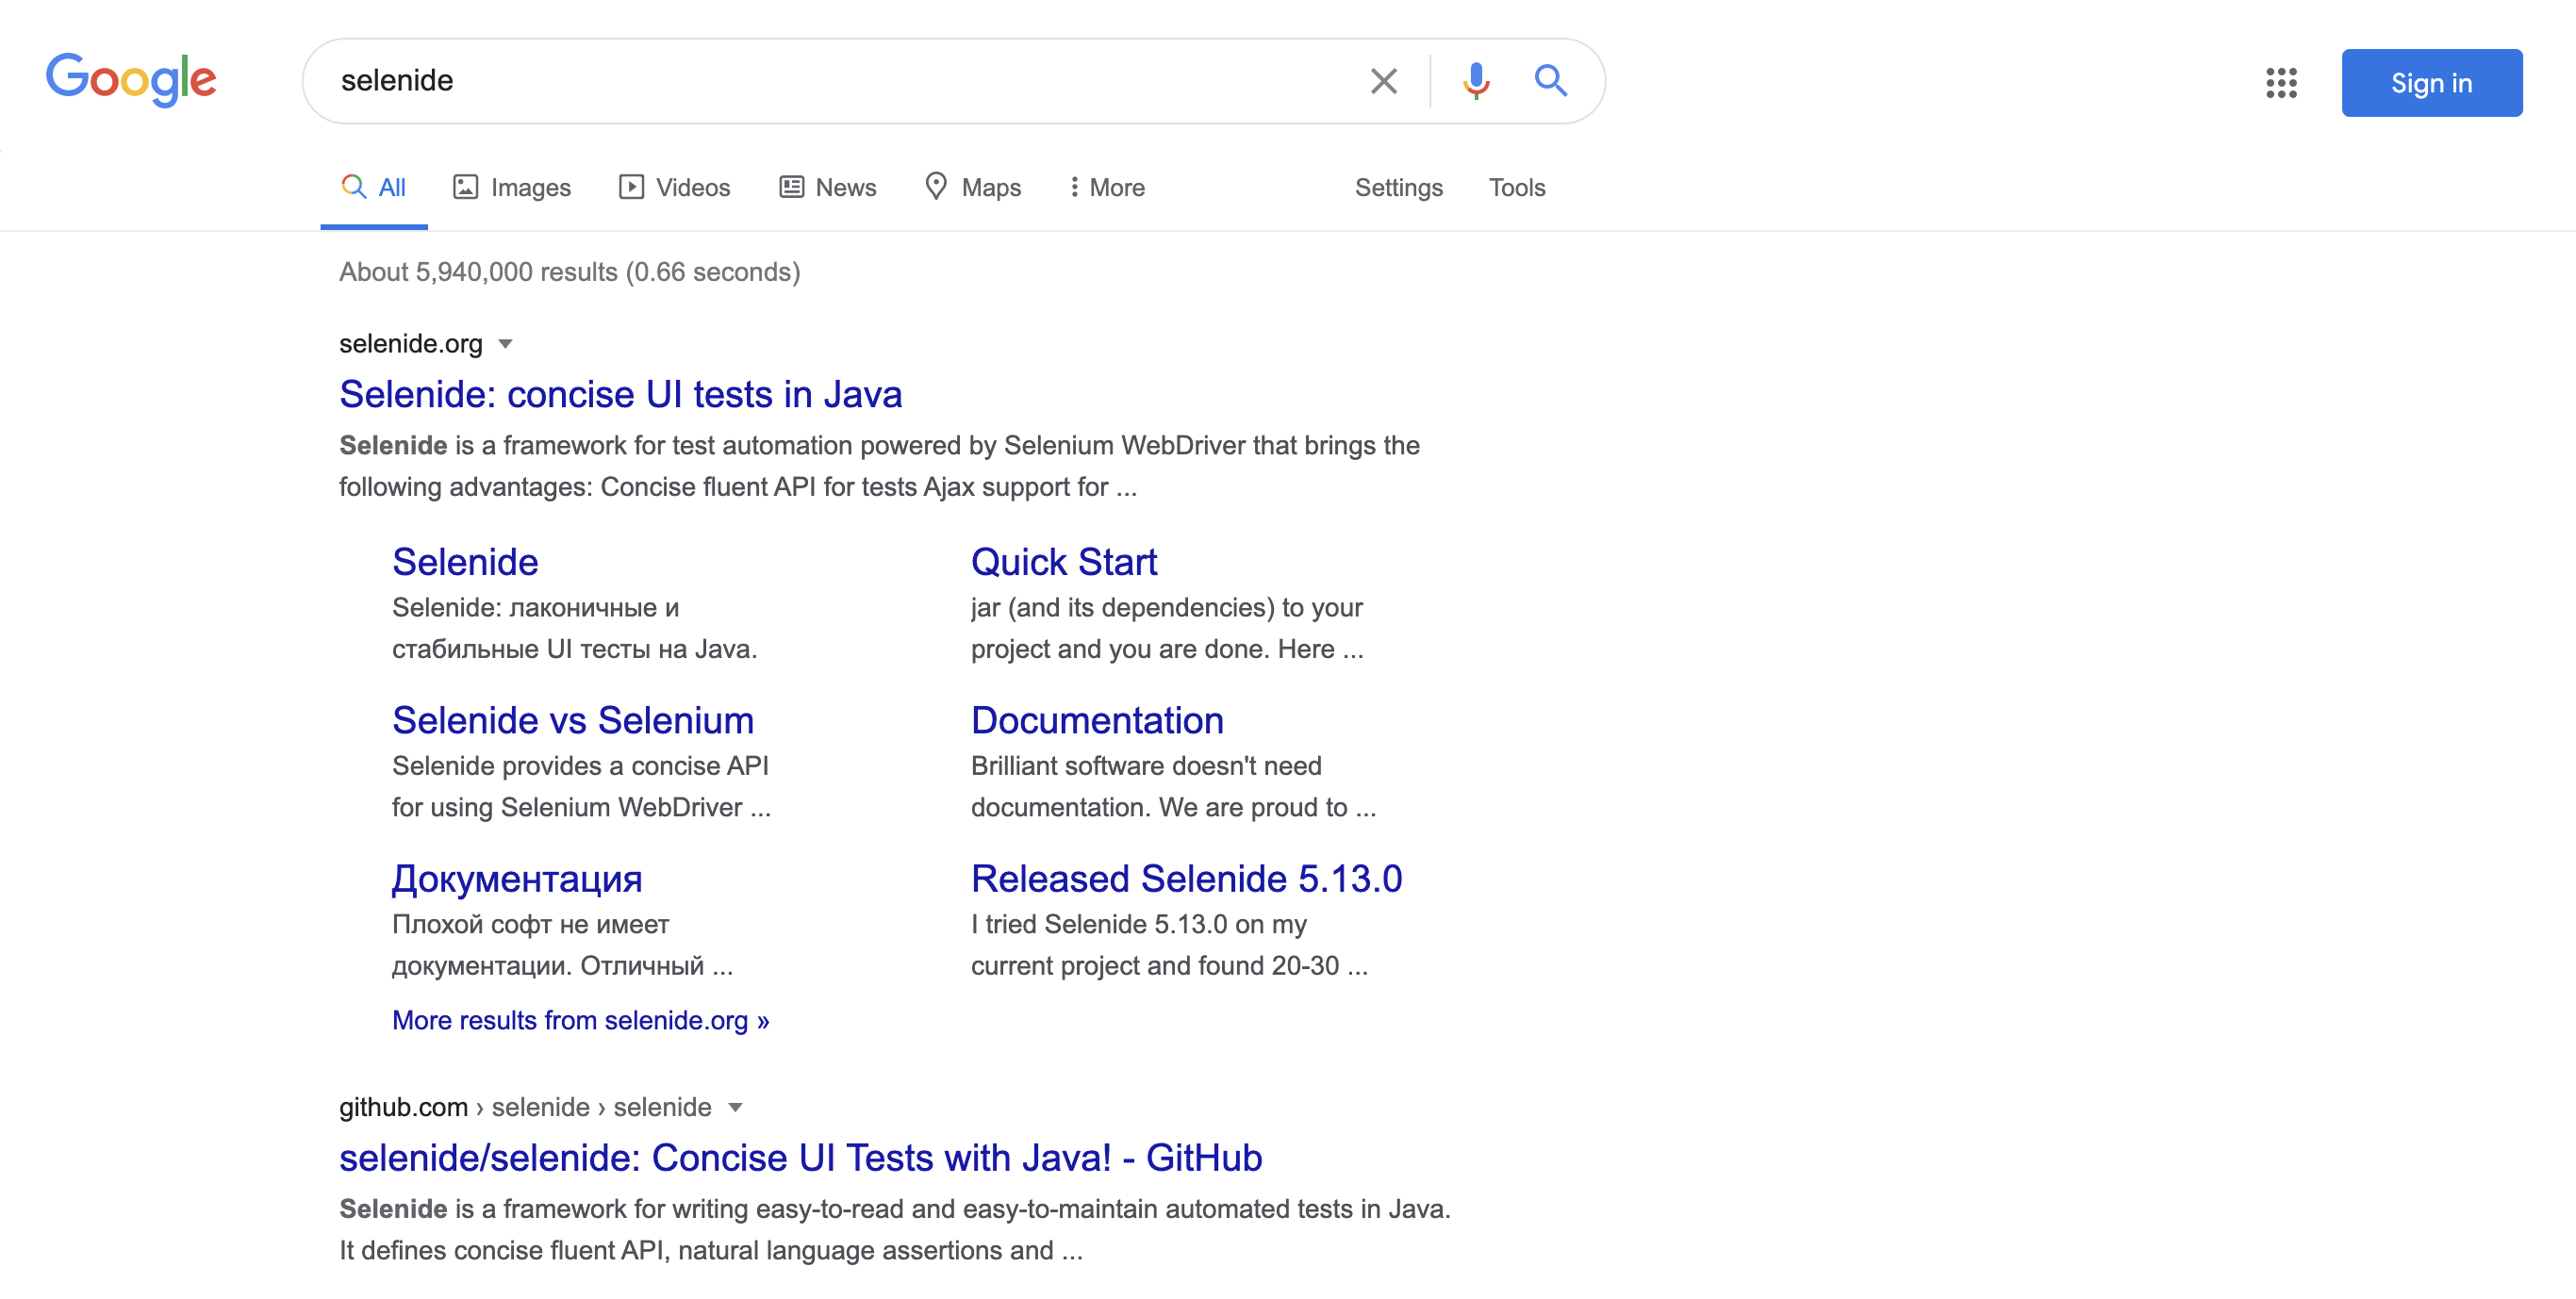 Google
selenide
Sign in
All Images Videos News Maps More Settings Tools
About 5,940,000 results (0.66 seconds)
selenide.org
Selenide: concise UI tests in Java
Selenide is a framework for test automation powered by Selenium WebDriver that brings the
following advantages: Concise fluent API for tests Ajax support for ...
Selenide
Selenide: лаконичные и
стабильные UI тесты на Java.
Quick Start
jar (and its dependencies) to your
project and you are done. Here ...
Selenide vs Selenium
Selenide provides a concise API
for using Selenium WebDriver ...
Documentation
Brilliant software doesn't need
documentation. We are proud to ...
Документация
Плохой софт не имеет
документации. Отличный ...
Released Selenide 5.13.0
I tried Selenide 5.13.0 on my
current project and found 20-30 ...
More results from selenide.org »
github.com › selenide › selenide
selenide/selenide: Concise UI Tests with Java! - GitHub
Selenide is a framework for writing easy-to-read and easy-to-maintain automated tests in Java.
It defines concise fluent API, natural language assertions and ...